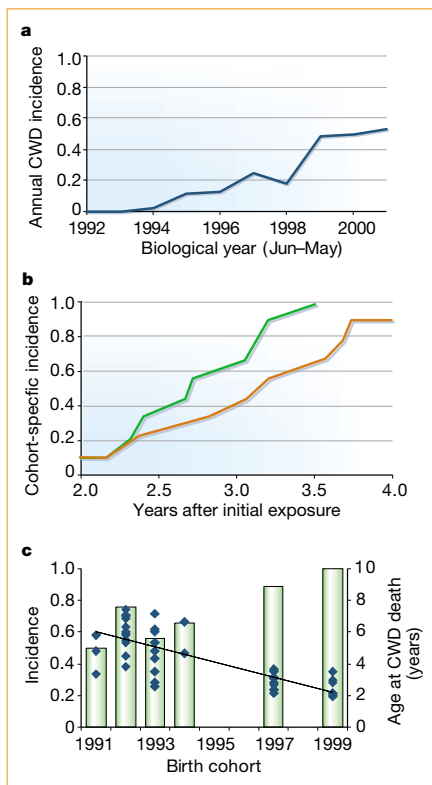 a
Annual CWD incidence
1.0
0.8
0.6
0.4
0.2
0
1992 1994 1996 1998 2000
Biological year (Jun–May)
b
Cohort-specfic incidence
1.0
0.8
0.6
0.4
0.2
0
2.0 2.5 3.0 3.5 4.0
Years after initial exposure
c
Incidence
1.0
0.8
0.6
0.4
0.2
0
10
8
6
4
2
0
Age at CWD death
(years)
1991 1993 1995 1997 1999
Birth cohort